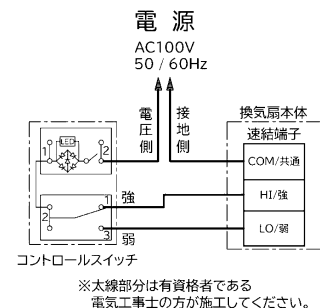 電 源
AC100V
50 / 60Hz
電圧側
接地側
換気扇本体
速結端子
LED
1
2
COM/共通
HI/強
LO/弱
1
2
3
強
弱
コントロールスイッチ
※太線部分は有資格者である
電気工事士の方が施工してください。